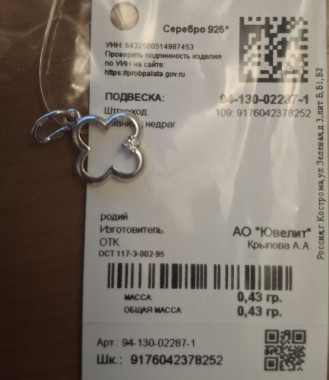 Серебро 925°
УИН: 6432500514987453
Проверить подлинность изделия
по УИН на сайте:
https://probpalata.gov.ru
ПОДВЕСКА: 94-130-02287-1
109: 9176042378252
недраг
родий
Изготовитель: АО "Ювелит"
ОТК Крылова А.А.
ОСТ 117-3-002-95
МАССА 0,43 гр.
ОБЩАЯ МАССА 0,43 гр.
Арт.: 94-130-02287-1
Шк.: 9176042378252
Россия, г. Кострома, ул. Зеленая, д. 3, лит. Б, Б1, Б2